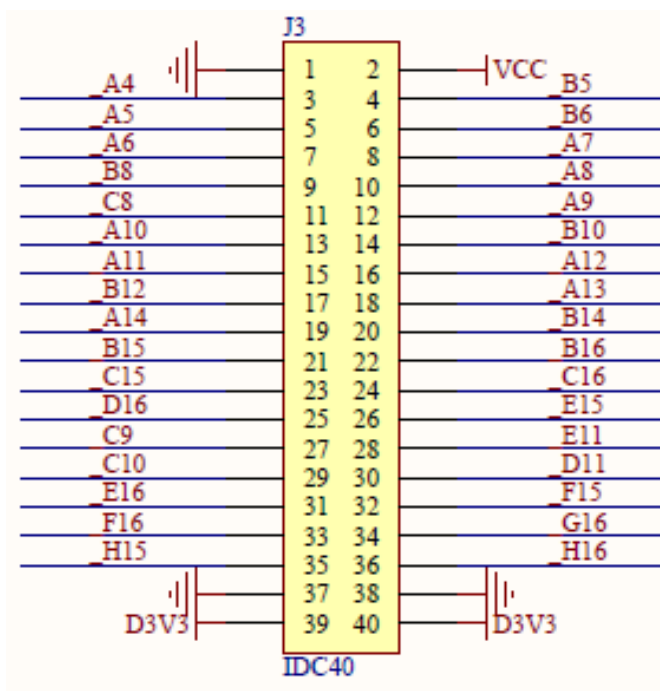 J3
1 2 VCC
_A4 3 4 _B5
_A5 5 6 _B6
_A6 7 8 _A7
_B8 9 10 _A8
_C8 11 12 _A9
_A10 13 14 _B10
_A11 15 16 _A12
_B12 17 18 _A13
_A14 19 20 _B14
_B15 21 22 _B16
_C15 23 24 _C16
_D16 25 26 _E15
_C9 27 28 _E11
_C10 29 30 _D11
_E16 31 32 _F15
_F16 33 34 _G16
_H15 35 36 _H16
37 38
D3V3 39 40 D3V3
IDC40